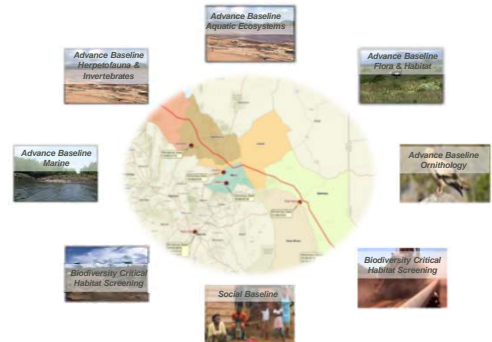 Advance Baseline
Aquatic Ecosystems
Advance Baseline
Herpetofauna &
Invertebrates
Advance Baseline
Flora & Habitat
Advance Baseline
Marine
Advance Baseline
Ornithology
Biodiversity Critical
Habitat Screening
Biodiversity Critical
Habitat Screening
Social Baseline